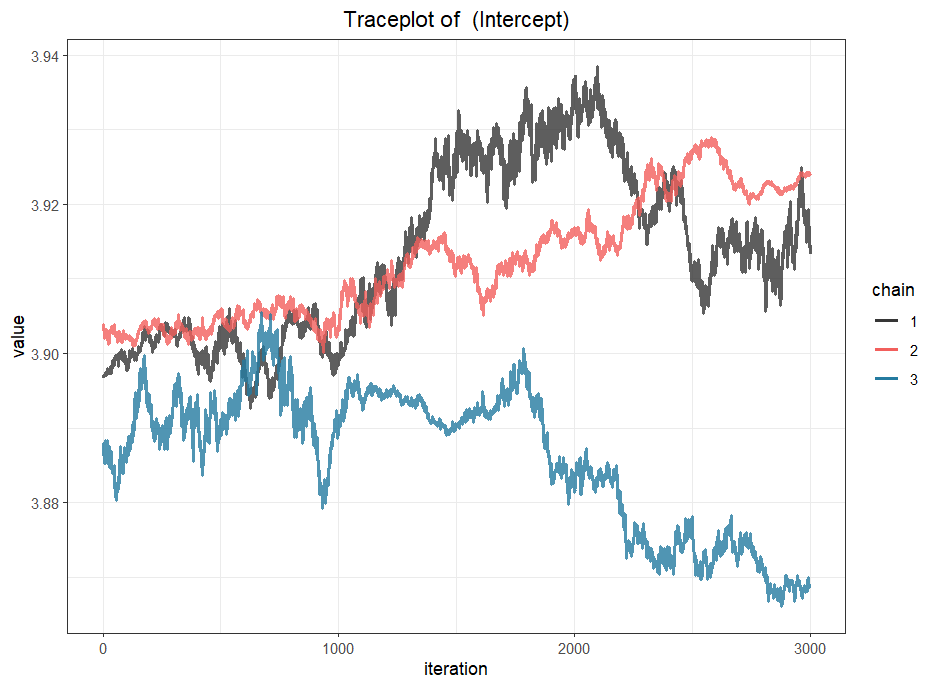 Traceplot of  (Intercept)
3.94
3.92
3.90
3.88
value
0
1000
2000
3000
iteration
chain
1
2
3